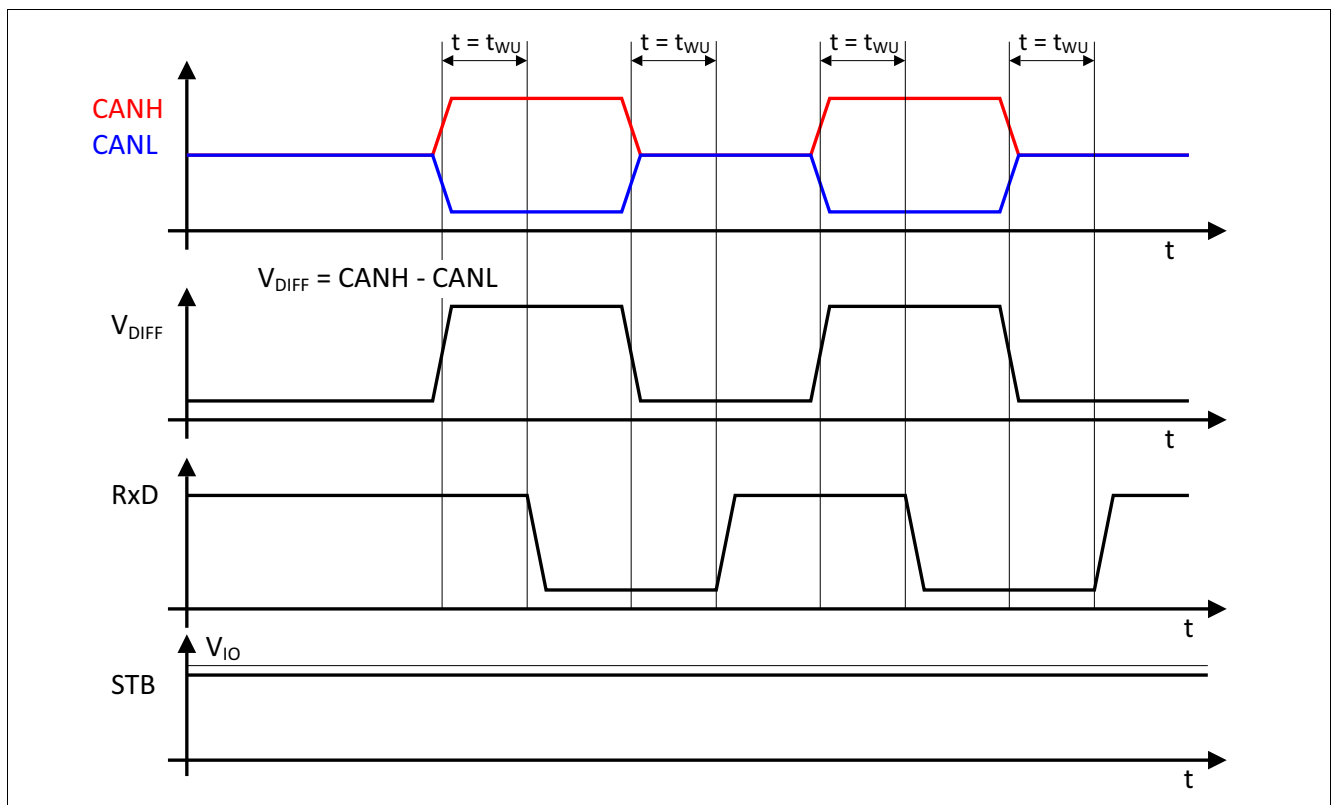 t = tWU t = tWU t = tWU t = tWU
CANH
CANL
t
VDIFF = CANH - CANL
VDIFF
t
RxD
t
VIO
STB
t